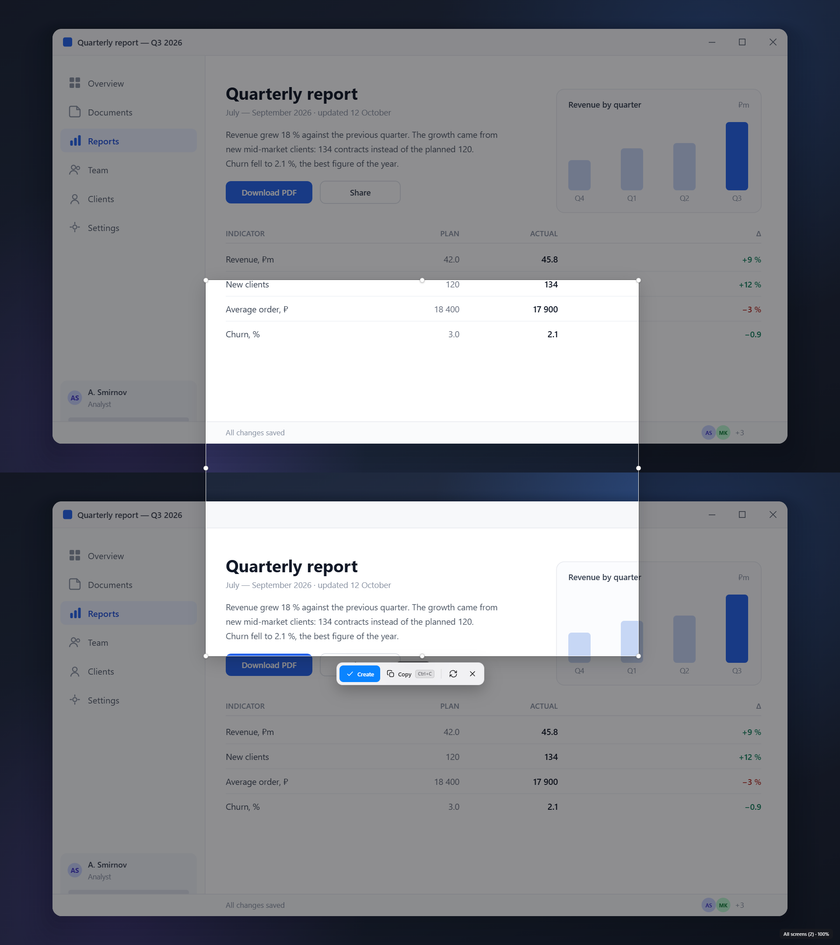 Quarterly report — Q3 2026
Overview
Documents
Reports
Team
Clients
Settings
A. Smirnov
AS
Analyst
Quarterly report
July — September 2026 · updated 12 October
Revenue grew 18 % against the previous quarter. The growth came from
new mid-market clients: 134 contracts instead of the planned 120.
Churn fell to 2.1 %, the best figure of the year.
Download PDF Share
Revenue by quarter ₽m
Q4 Q1 Q2 Q3
INDICATOR PLAN ACTUAL Δ
Revenue, ₽m 42.0 45.8 +9 %
New clients 120 134 +12 %
Average order, ₽ 18 400 17 900 −3 %
Churn, % 3.0 2.1 −0.9
All changes saved AS MK +3
Quarterly report — Q3 2026
Overview
Documents
Reports
Team
Clients
Settings
A. Smirnov
AS
Analyst
Quarterly report
July — September 2026 · updated 12 October
Revenue grew 18 % against the previous quarter. The growth came from
new mid-market clients: 134 contracts instead of the planned 120.
Churn fell to 2.1 %, the best figure of the year.
Download PDF
Revenue by quarter ₽m
Q4 Q1 Q2 Q3
Create Copy Ctrl+C
INDICATOR PLAN ACTUAL Δ
Revenue, ₽m 42.0 45.8 +9 %
New clients 120 134 +12 %
Average order, ₽ 18 400 17 900 −3 %
Churn, % 3.0 2.1 −0.9
All changes saved AS MK +3
All screens (2) · 100%